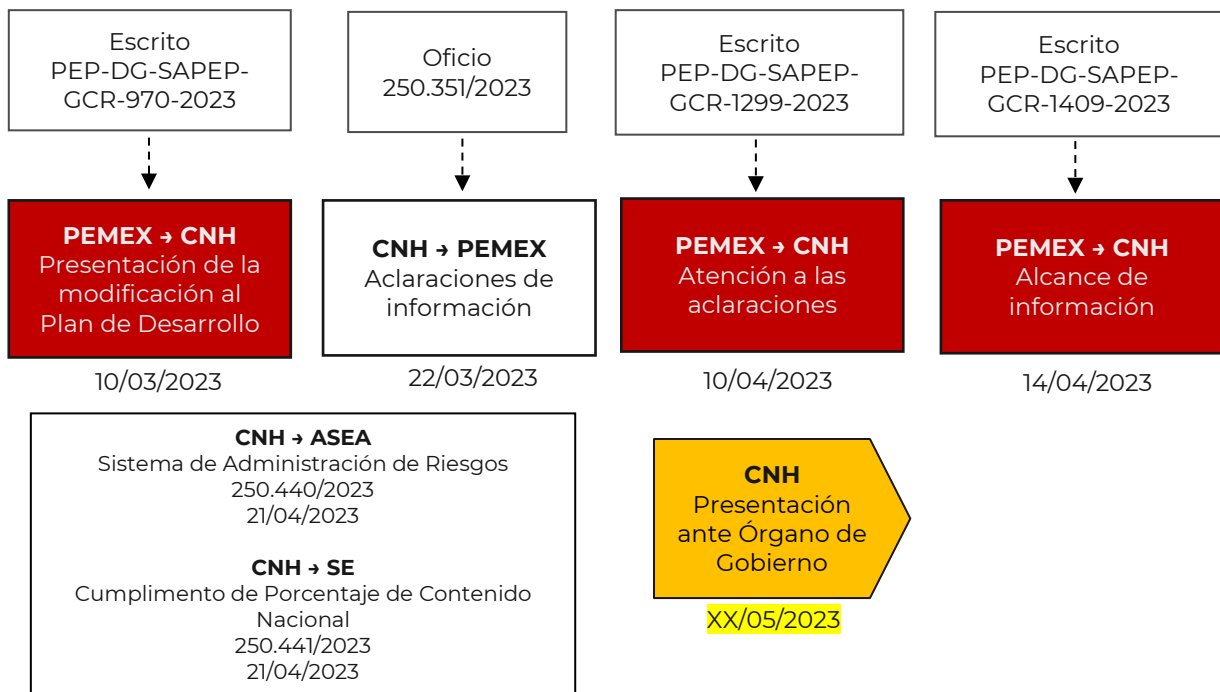 Escrito
PEP-DG-SAPEP-
GCR-970-2023
Oficio
250.351/2023
Escrito
PEP-DG-SAPEP-
GCR-1299-2023
Escrito
PEP-DG-SAPEP-
GCR-1409-2023
PEMEX → CNH
Presentación de la
modificación al
Plan de Desarrollo
10/03/2023
CNH → PEMEX
Aclaraciones de
información
22/03/2023
PEMEX → CNH
Atención a las
aclaraciones
10/04/2023
PEMEX → CNH
Alcance de
información
14/04/2023
CNH → ASEA
Sistema de Administración de Riesgos
250.440/2023
21/04/2023
CNH → SE
Cumplimento de Porcentaje de Contenido
Nacional
250.441/2023
21/04/2023
CNH
Presentación
ante Órgano de
Gobierno
XX/05/2023